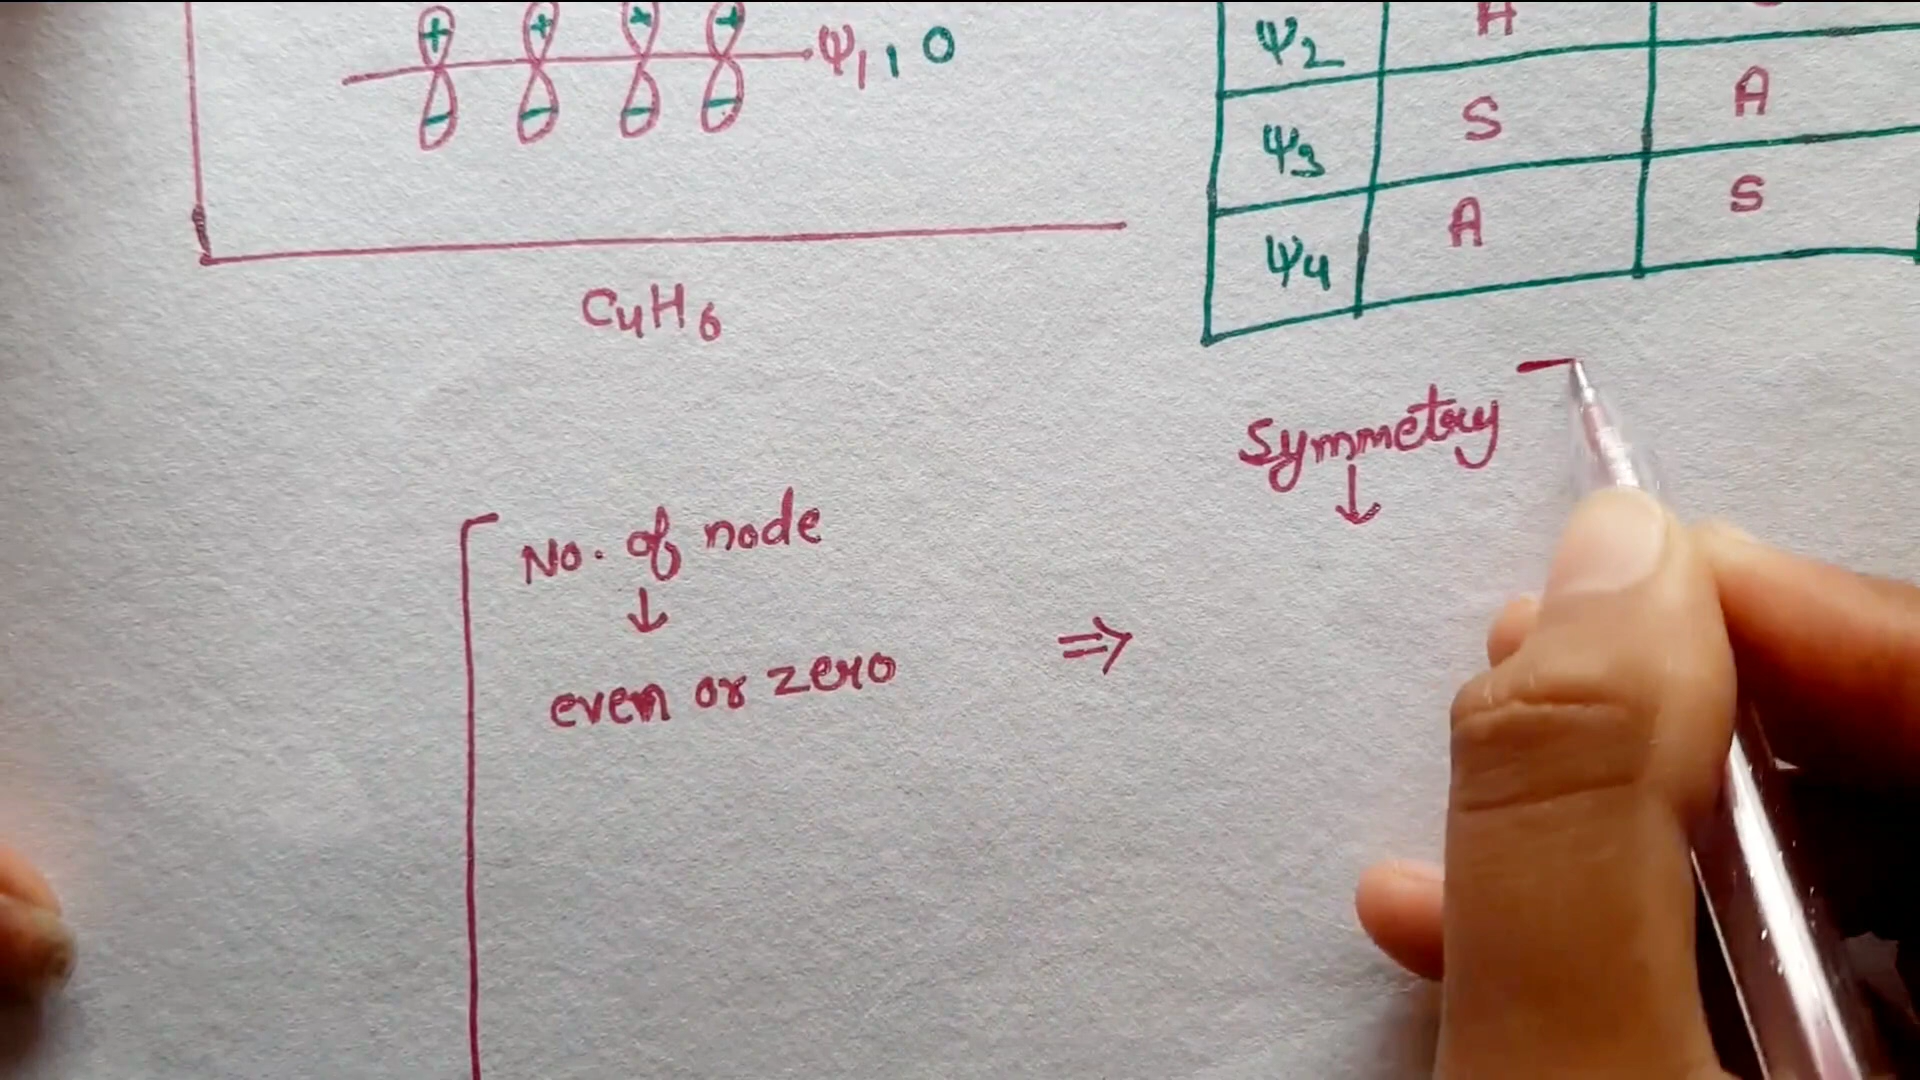 + + + + ψ₁, 0
- - - -
ψ₂ A
ψ₃ S A
ψ₄ A S
C₄H₆
Symmetry
↓
No. of node
↓
even or zero ⇒